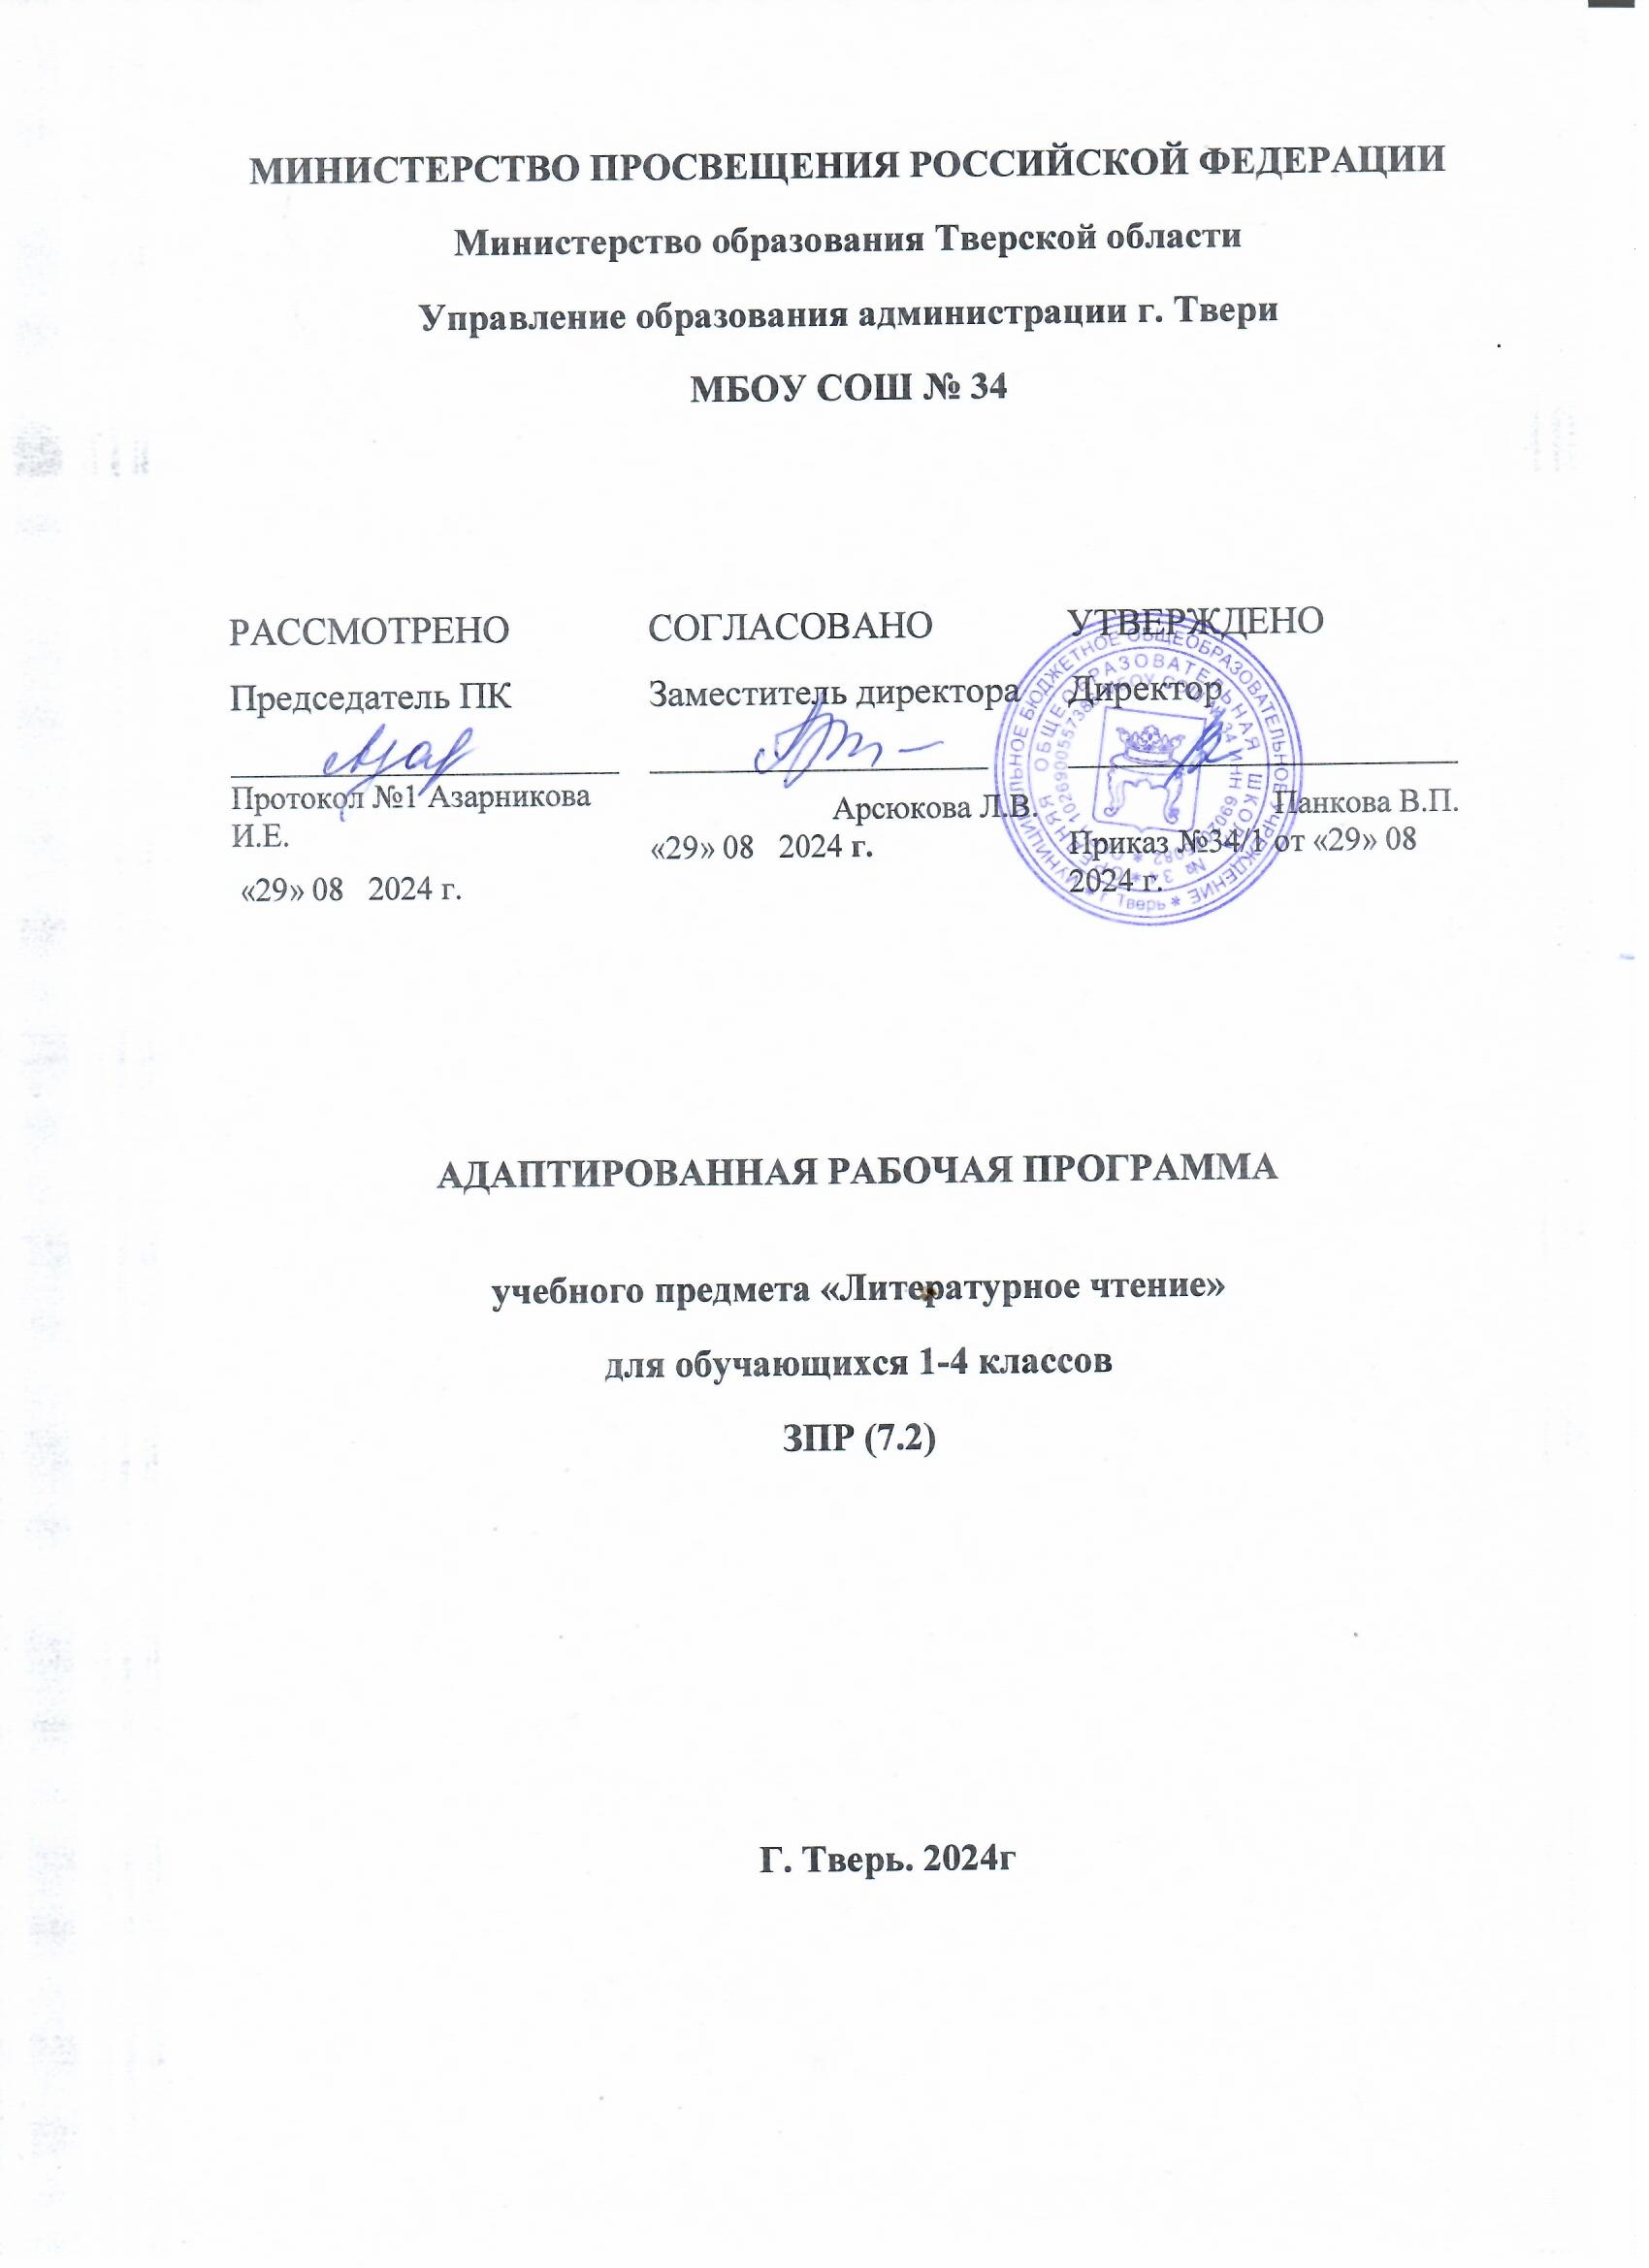 МИНИСТЕРСТВО ПРОСВЕЩЕНИЯ РОССИЙСКОЙ ФЕДЕРАЦИИ
Министерство образования Тверской области
Управление образования администрации г. Твери
МБОУ СОШ № 34
РАССМОТРЕНО
Председатель ПК
Протокол №1 Азарникова
И.Е.
«29» 08 2024 г.
СОГЛАСОВАНО
Заместитель директора
Арсюкова Л.В.
«29» 08 2024 г.
УТВЕРЖДЕНО
Директор
Панкова В.П.
Приказ №34/1 от «29» 08
2024 г.
АДАПТИРОВАННАЯ РАБОЧАЯ ПРОГРАММА
учебного предмета «Литературное чтение»
для обучающихся 1-4 классов
ЗПР (7.2)
Г. Тверь. 2024г